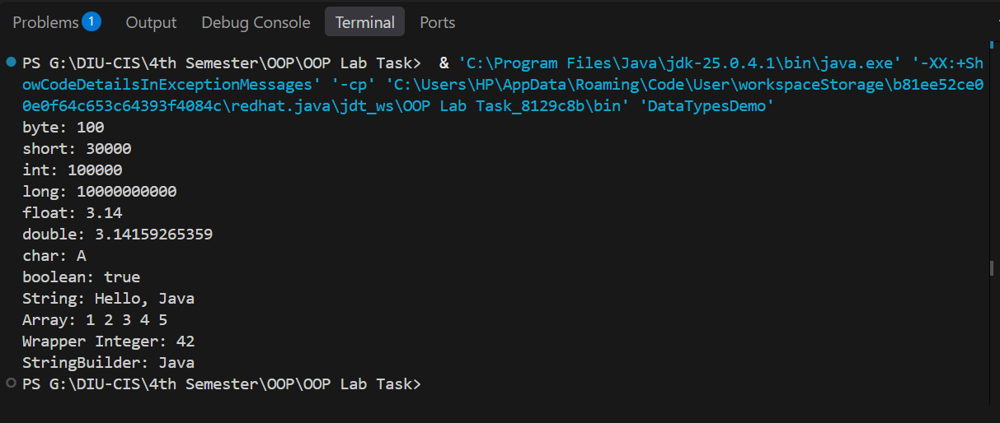 Problems 1 Output Debug Console Terminal Ports
PS G:\DIU-CIS\4th Semester\OOP\OOP Lab Task>  & 'C:\Program Files\Java\jdk-25.0.4.1\bin\java.exe' '-XX:+Sh
owCodeDetailsInExceptionMessages' '-cp' 'C:\Users\HP\AppData\Roaming\Code\User\workspaceStorage\b81ee52ce0
0e0f64c653c64393f4084c\redhat.java\jdt_ws\OOP Lab Task_8129c8b\bin' 'DataTypesDemo'
byte: 100
short: 30000
int: 100000
long: 10000000000
float: 3.14
double: 3.14159265359
char: A
boolean: true
String: Hello, Java
Array: 1 2 3 4 5
Wrapper Integer: 42
StringBuilder: Java
PS G:\DIU-CIS\4th Semester\OOP\OOP Lab Task>